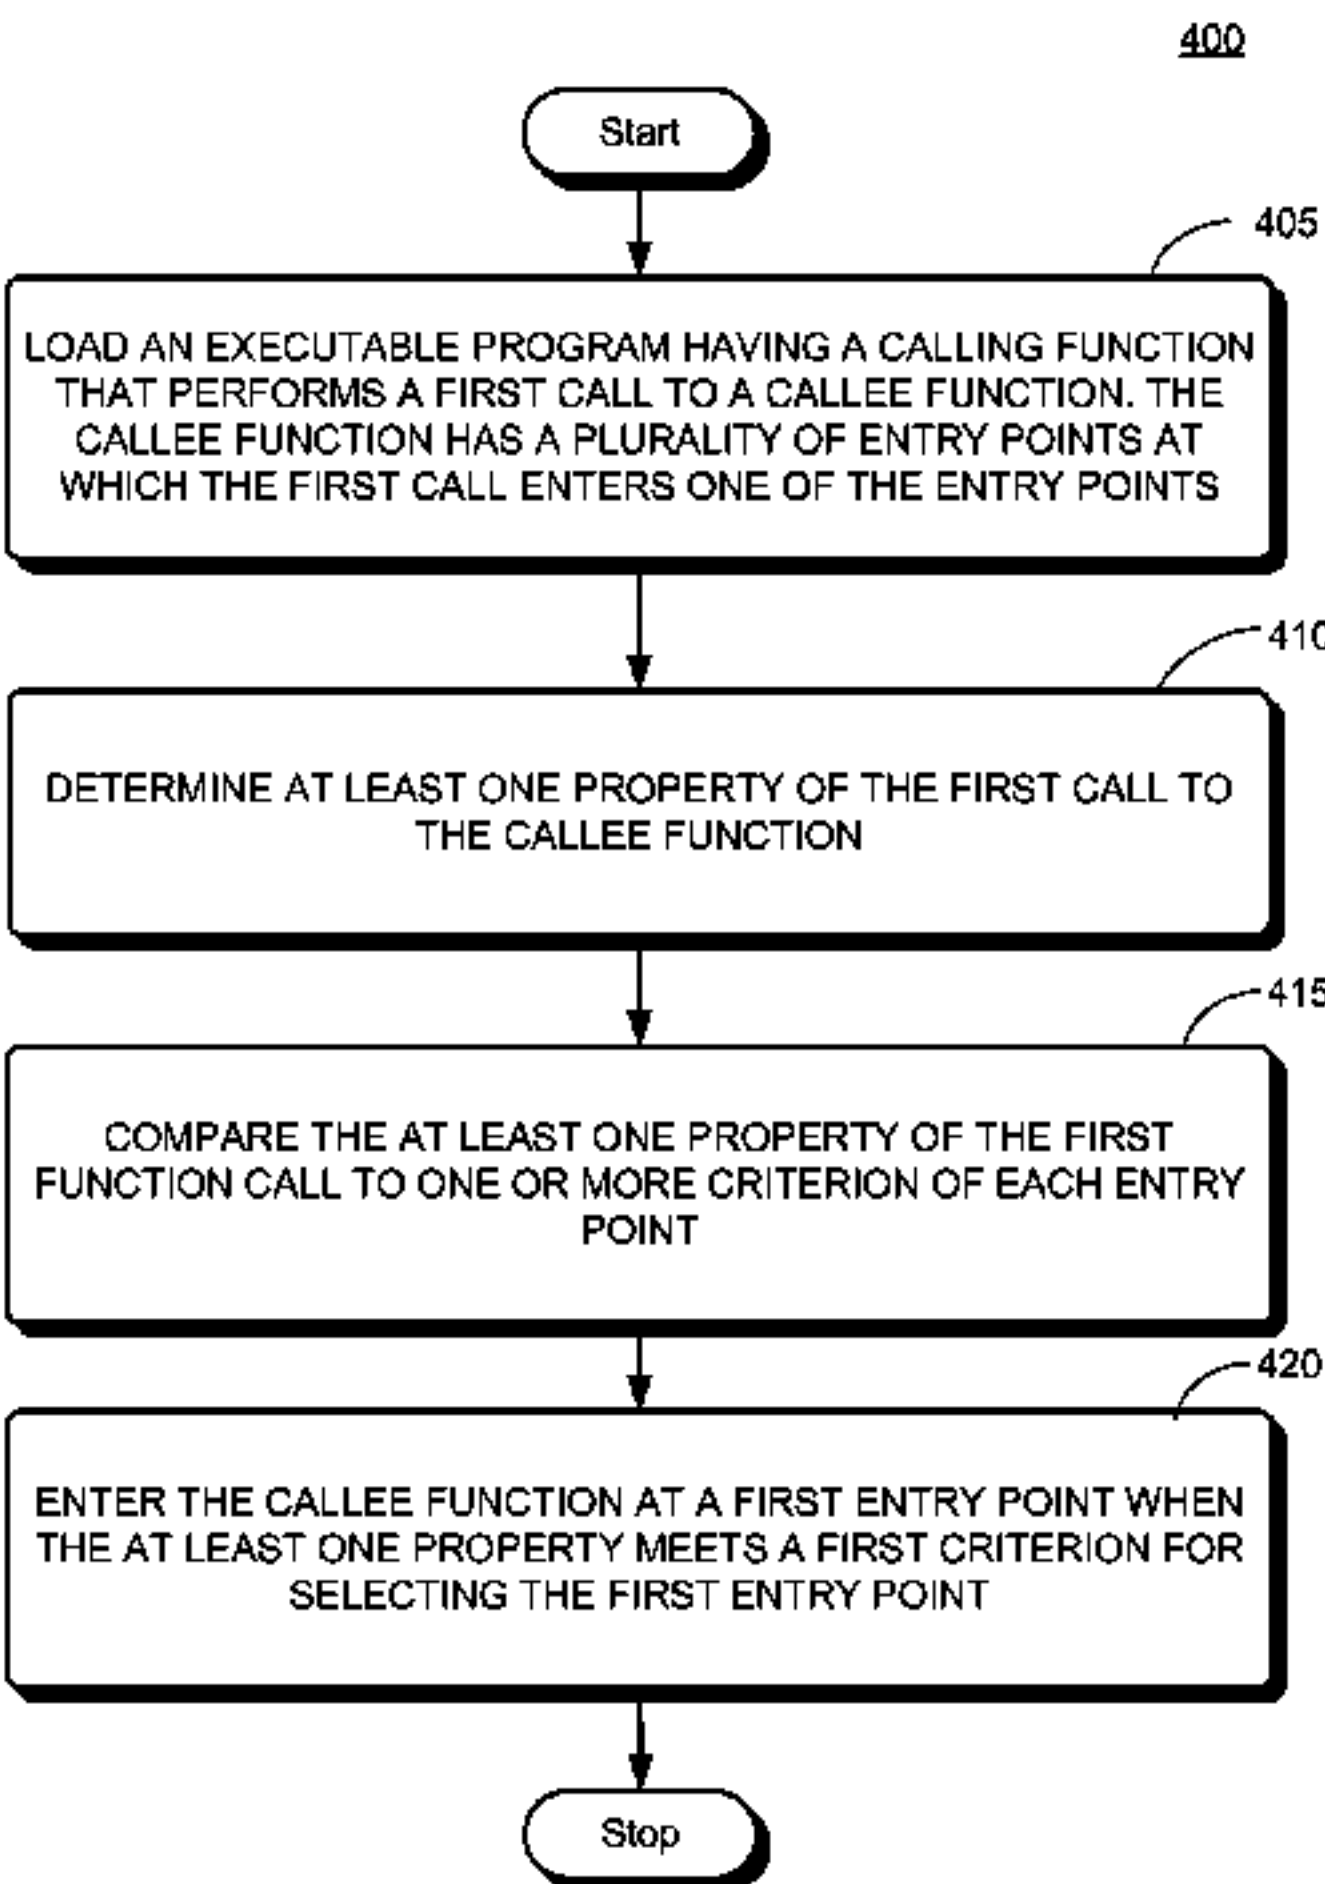 400
Start
405
LOAD AN EXECUTABLE PROGRAM HAVING A CALLING FUNCTION
THAT PERFORMS A FIRST CALL TO A CALLEE FUNCTION. THE
CALLEE FUNCTION HAS A PLURALITY OF ENTRY POINTS AT
WHICH THE FIRST CALL ENTERS ONE OF THE ENTRY POINTS
410
DETERMINE AT LEAST ONE PROPERTY OF THE FIRST CALL TO
THE CALLEE FUNCTION
415
COMPARE THE AT LEAST ONE PROPERTY OF THE FIRST
FUNCTION CALL TO ONE OR MORE CRITERION OF EACH ENTRY
POINT
420
ENTER THE CALLEE FUNCTION AT A FIRST ENTRY POINT WHEN
THE AT LEAST ONE PROPERTY MEETS A FIRST CRITERION FOR
SELECTING THE FIRST ENTRY POINT
Stop